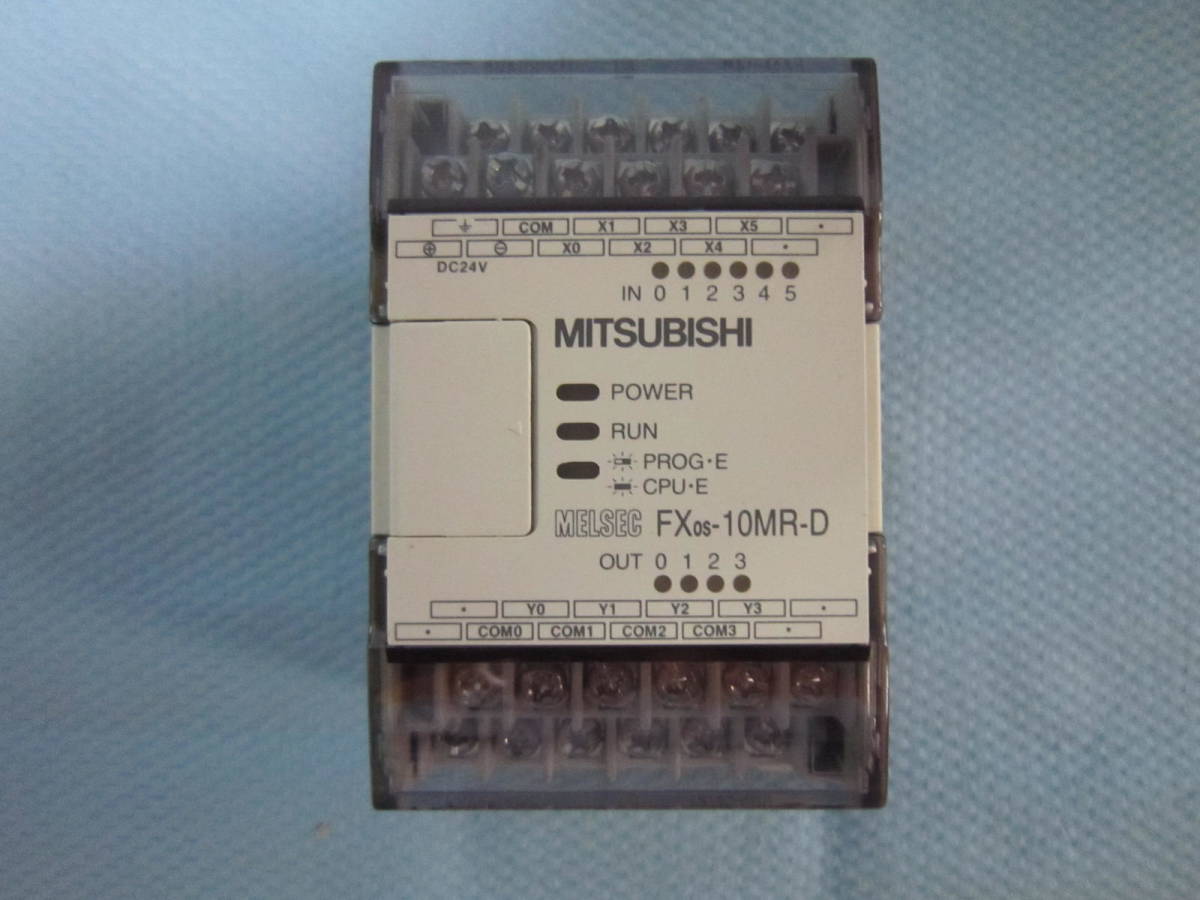 ⏚ COM X1 X3 X5 •
⊕ ⊖ X0 X2 X4 •
DC24V
IN 0 1 2 3 4 5
MITSUBISHI
POWER
RUN
PROG·E
CPU·E
MELSEC FX0S-10MR-D
OUT 0 1 2 3
• Y0 Y1 Y2 Y3 •
• COM0 COM1 COM2 COM3 •